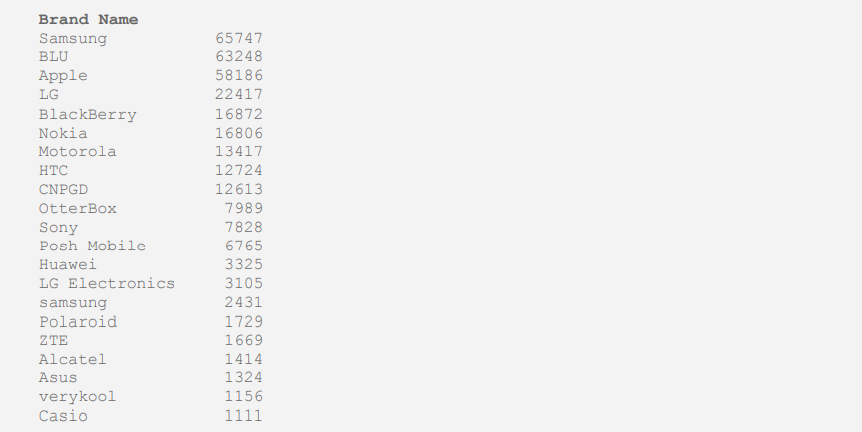 Brand Name
Samsung 65747
BLU 63248
Apple 58186
LG 22417
BlackBerry 16872
Nokia 16806
Motorola 13417
HTC 12724
CNPGD 12613
OtterBox 7989
Sony 7828
Posh Mobile 6765
Huawei 3325
LG Electronics 3105
samsung 2431
Polaroid 1729
ZTE 1669
Alcatel 1414
Asus 1324
verykool 1156
Casio 1111